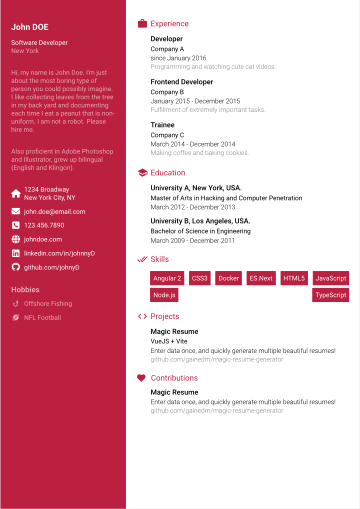 John DOE
Software Developer
New York
Hi, my name is John Doe. I'm just
about the most boring type of
person you could possibly imagine.
I like collecting leaves from the tree
in my back yard and documenting
each time I eat a peanut that is non-
uniform. I am not a robot. Please
hire me.
Also proficient in Adobe Photoshop
and Illustrator, grew up bilingual
(English and Klingon).
1234 Broadway
New York City, NY
john.doe@email.com
123.456.7890
johndoe.com
linkedin.com/in/johnnyD
github.com/johnyD
Hobbies
Offshore Fishing
NFL Football
Experience
Developer
Company A
since January 2016
Programming and watching cute cat videos.
Frontend Developer
Company B
January 2015 - December 2015
Fulfillment of extremely important tasks.
Trainee
Company C
March 2014 - December 2014
Making coffee and baking cookies.
Education
University A, New York, USA.
Master of Arts in Hacking and Computer Penetration
March 2012 - December 2013
University B, Los Angeles, USA.
Bachelor of Science in Engineering
March 2009 - December 2011
Skills
Angular 2 CSS3 Docker ES.Next HTML5 JavaScript
Node.js TypeScript
Projects
Magic Resume
VueJS + Vite
Enter data once, and quickly generate multiple beautiful resumes!
github.com/gainedm/magic-resume-generator
Contributions
Magic Resume
Enter data once, and quickly generate multiple beautiful resumes!
github.com/gainedm/magic-resume-generator